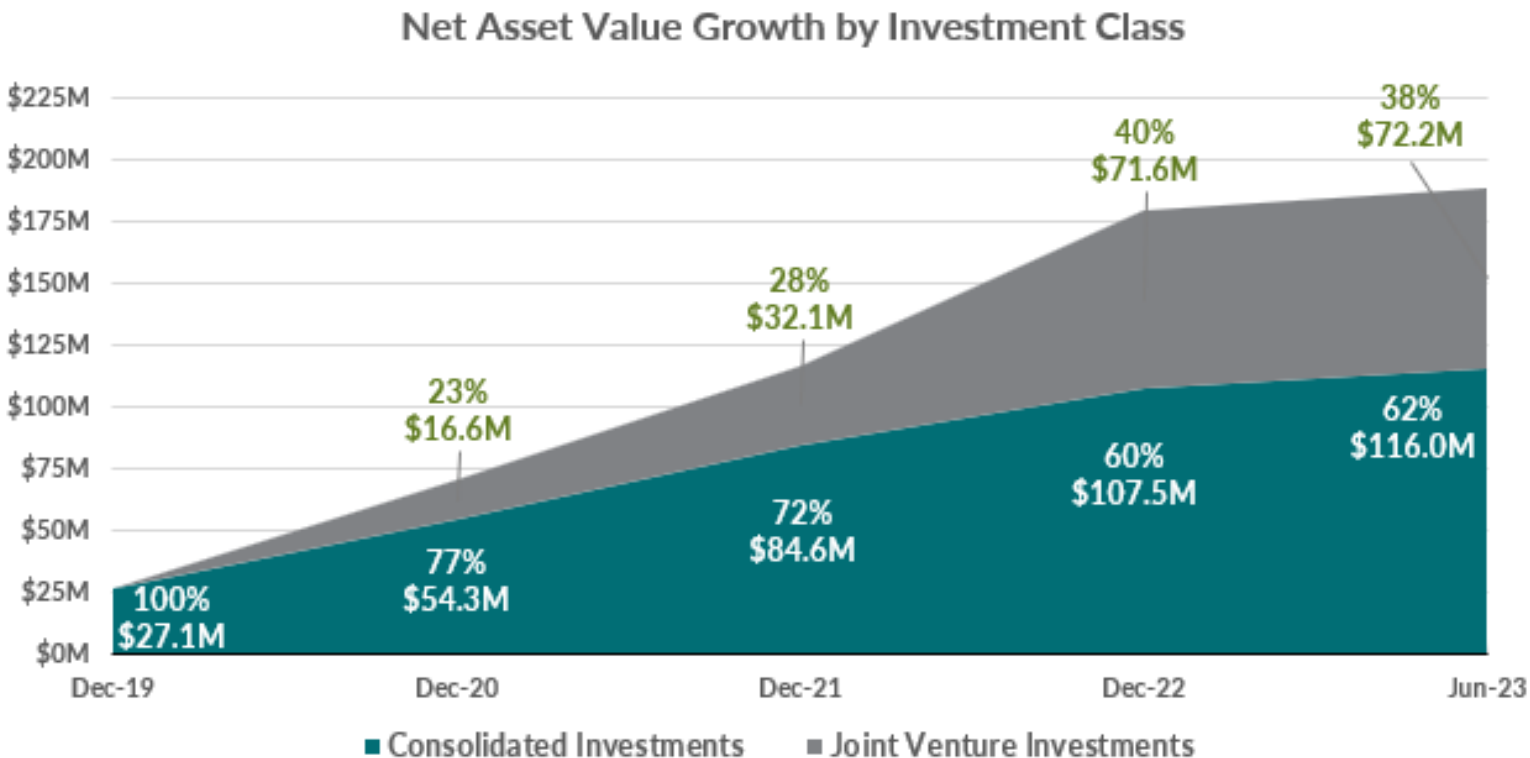 Net Asset Value Growth by Investment Class
$225M
$200M
$175M
$150M
$125M
$100M
$75M
$50M
$25M
$0M
38%
$72.2M
40%
$71.6M
28%
$32.1M
23%
$16.6M
62%
$116.0M
60%
$107.5M
72%
$84.6M
77%
$54.3M
100%
$27.1M
Dec-19 Dec-20 Dec-21 Dec-22 Jun-23
Consolidated Investments Joint Venture Investments